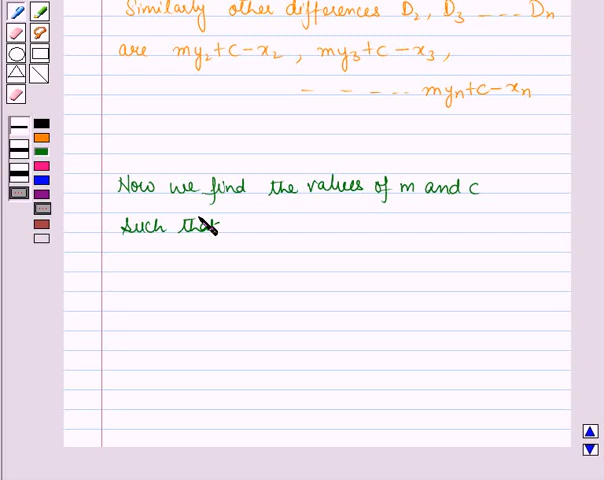 Similarly other differences D₂, D₃ ---- Dₙ
are my₂+c-x₂, my₃+c-x₃,
- - - ... myₙ+c-xₙ
Now we find the values of m and c
such that